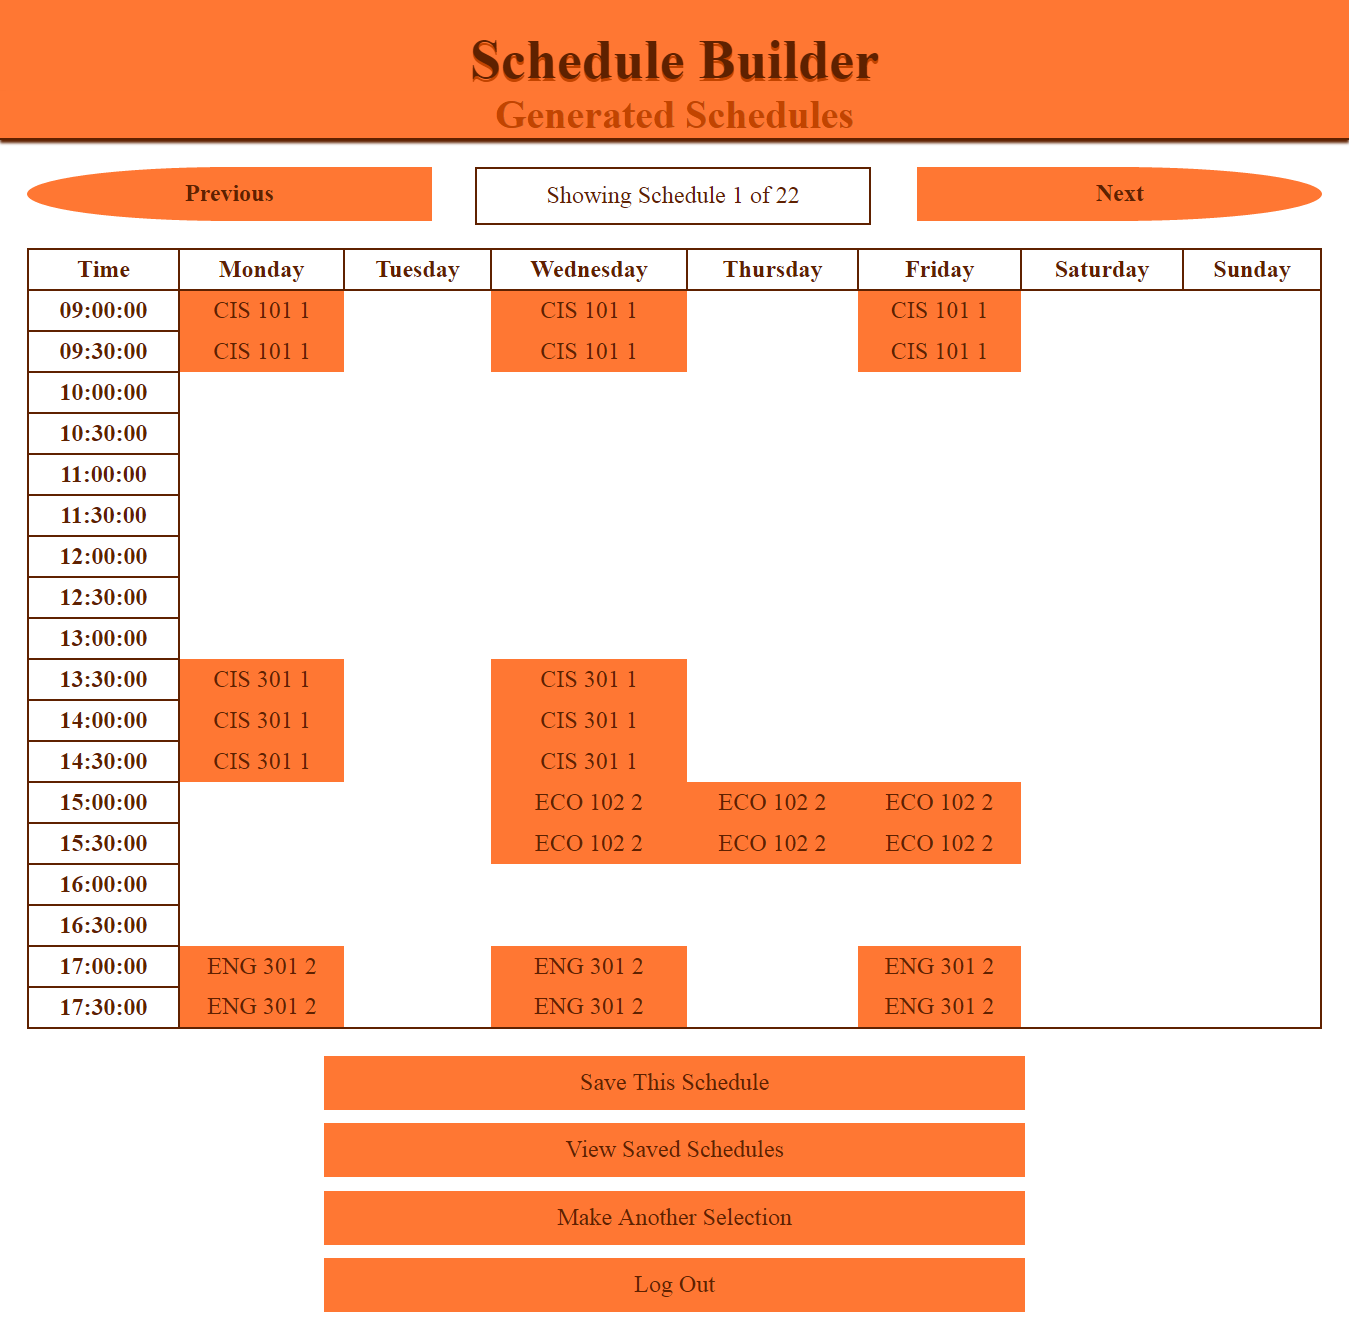 Schedule Builder
Generated Schedules
Previous Showing Schedule 1 of 22 Next
Time Monday Tuesday Wednesday Thursday Friday Saturday Sunday
09:00:00 CIS 101 1 CIS 101 1 CIS 101 1
09:30:00 CIS 101 1 CIS 101 1 CIS 101 1
10:00:00
10:30:00
11:00:00
11:30:00
12:00:00
12:30:00
13:00:00
13:30:00 CIS 301 1 CIS 301 1
14:00:00 CIS 301 1 CIS 301 1
14:30:00 CIS 301 1 CIS 301 1
15:00:00 ECO 102 2 ECO 102 2 ECO 102 2
15:30:00 ECO 102 2 ECO 102 2 ECO 102 2
16:00:00
16:30:00
17:00:00 ENG 301 2 ENG 301 2 ENG 301 2
17:30:00 ENG 301 2 ENG 301 2 ENG 301 2
Save This Schedule
View Saved Schedules
Make Another Selection
Log Out